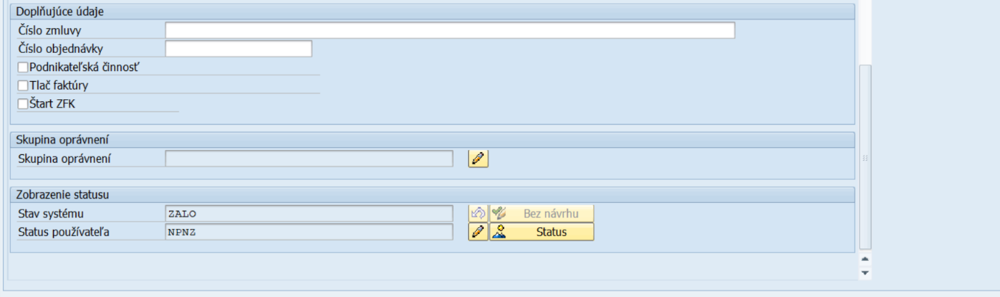 Doplňujúce údaje
Číslo zmluvy
Číslo objednávky
Podnikateľská činnosť
Tlač faktúry
Štart ZFK
Skupina oprávnení
Skupina oprávnení
Zobrazenie statusu
Stav systému ZALO Bez návrhu
Status používateľa NPNZ Status